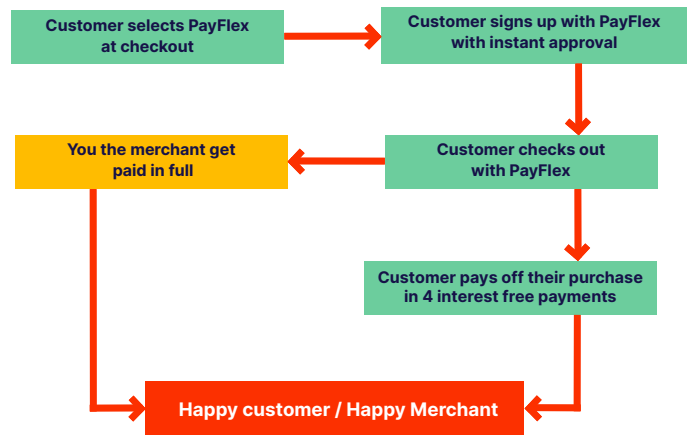 Customer selects PayFlex
at checkout
Customer signs up with PayFlex
with instant approval
You the merchant get
paid in full
Customer checks out
with PayFlex
Customer pays off their purchase
in 4 interest free payments
Happy customer / Happy Merchant